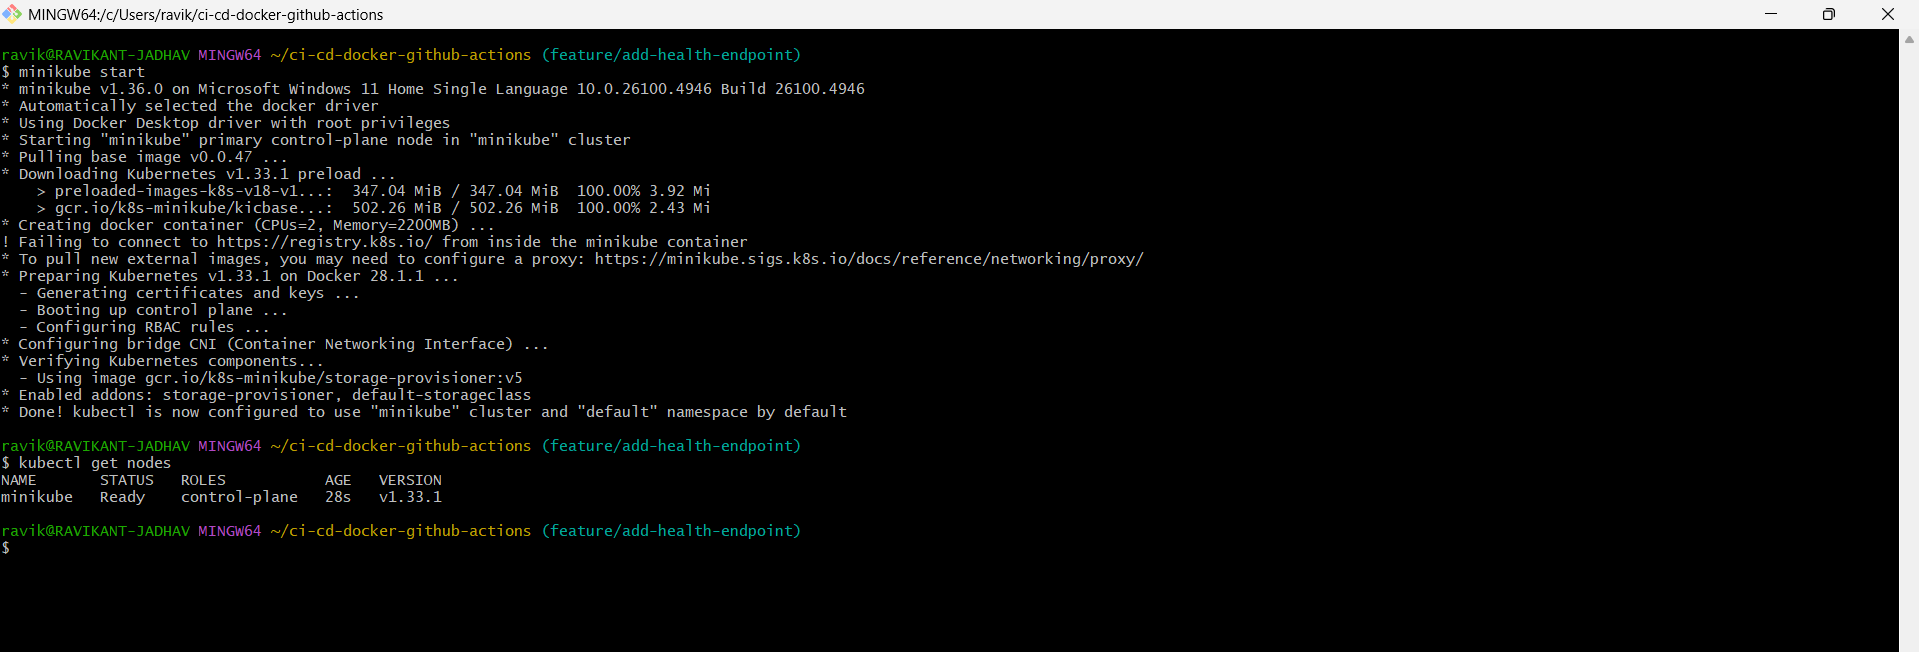 MINGW64:/c/Users/ravik/ci-cd-docker-github-actions
ravik@RAVIKANT-JADHAV MINGW64 ~/ci-cd-docker-github-actions (feature/add-health-endpoint)
$ minikube start
* minikube v1.36.0 on Microsoft Windows 11 Home Single Language 10.0.26100.4946 Build 26100.4946
* Automatically selected the docker driver
* Using Docker Desktop driver with root privileges
* Starting "minikube" primary control-plane node in "minikube" cluster
* Pulling base image v0.0.47 ...
* Downloading Kubernetes v1.33.1 preload ...
    > preloaded-images-k8s-v18-v1...:  347.04 MiB / 347.04 MiB  100.00% 3.92 Mi
    > gcr.io/k8s-minikube/kicbase...:  502.26 MiB / 502.26 MiB  100.00% 2.43 Mi
* Creating docker container (CPUs=2, Memory=2200MB) ...
! Failing to connect to https://registry.k8s.io/ from inside the minikube container
* To pull new external images, you may need to configure a proxy: https://minikube.sigs.k8s.io/docs/reference/networking/proxy/
* Preparing Kubernetes v1.33.1 on Docker 28.1.1 ...
  - Generating certificates and keys ...
  - Booting up control plane ...
  - Configuring RBAC rules ...
* Configuring bridge CNI (Container Networking Interface) ...
* Verifying Kubernetes components...
  - Using image gcr.io/k8s-minikube/storage-provisioner:v5
* Enabled addons: storage-provisioner, default-storageclass
* Done! kubectl is now configured to use "minikube" cluster and "default" namespace by default
ravik@RAVIKANT-JADHAV MINGW64 ~/ci-cd-docker-github-actions (feature/add-health-endpoint)
$ kubectl get nodes
NAME       STATUS   ROLES           AGE   VERSION
minikube   Ready    control-plane   28s   v1.33.1
ravik@RAVIKANT-JADHAV MINGW64 ~/ci-cd-docker-github-actions (feature/add-health-endpoint)
$